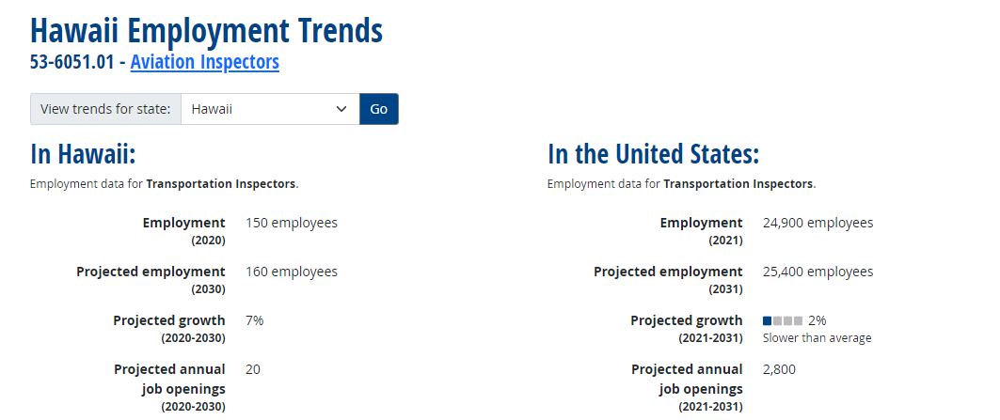 Hawaii Employment Trends
53-6051.01 - Aviation Inspectors
View trends for state: Hawaii Go
In Hawaii:
Employment data for Transportation Inspectors.
Employment 150 employees
(2020)
Projected employment 160 employees
(2030)
Projected growth 7%
(2020-2030)
Projected annual 20
job openings
(2020-2030)
In the United States:
Employment data for Transportation Inspectors.
Employment 24,900 employees
(2021)
Projected employment 25,400 employees
(2031)
Projected growth 2%
(2021-2031) Slower than average
Projected annual 2,800
job openings
(2021-2031)